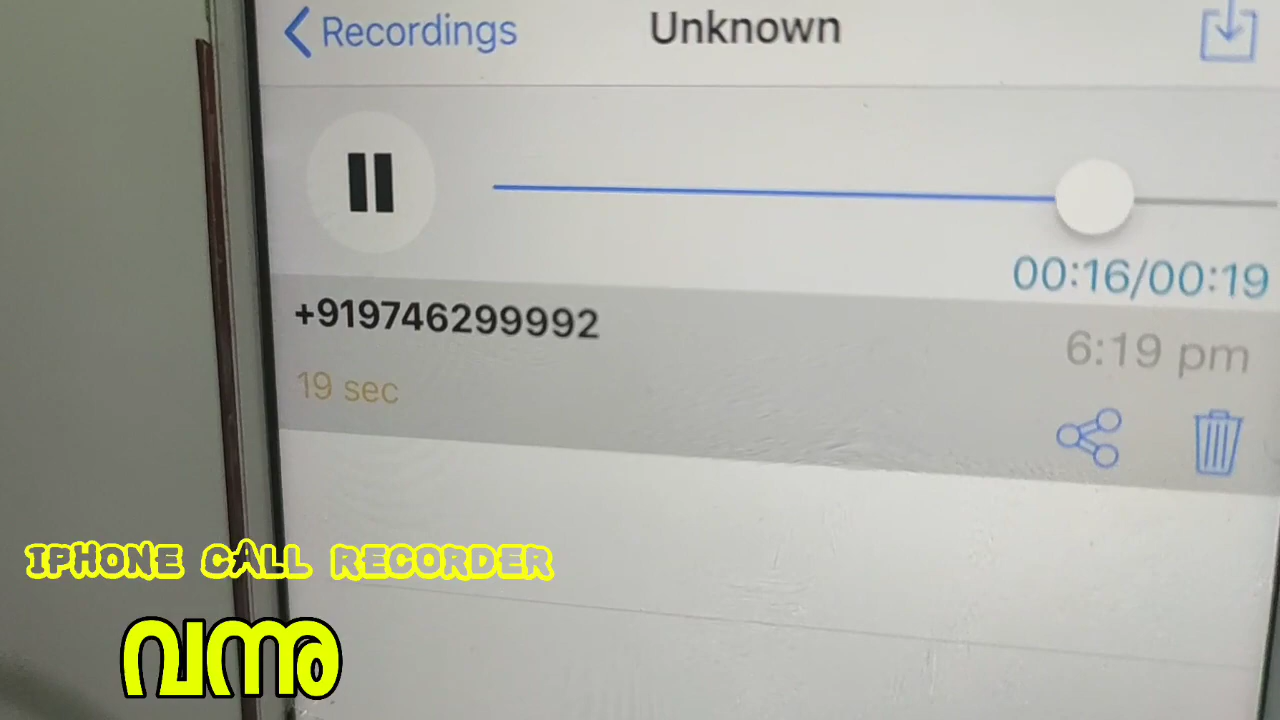 Recordings
Unknown
00:16/00:19
+919746299992
6:19 pm
19 sec
IPHONE CALL RECORDER
വന്നു